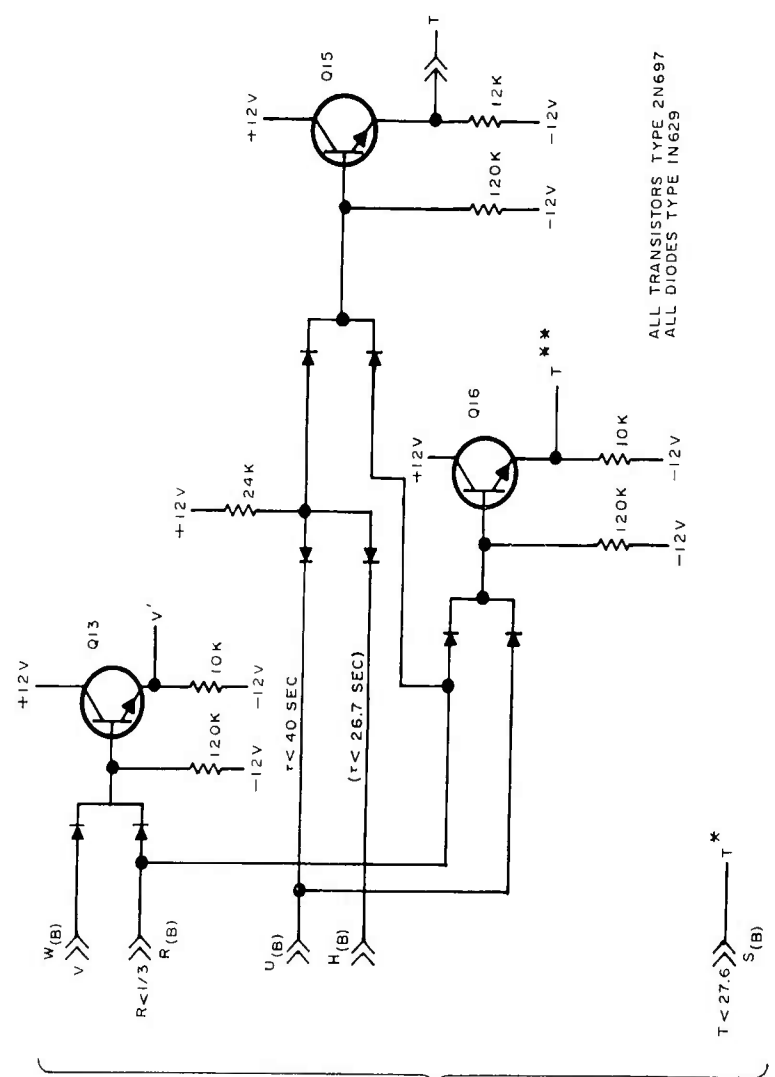 +12V
Q13
V'
120K
10K
-12V
-12V
W(B)
V
R<1/3
R(B)
+12V
24K
τ< 40 SEC
(τ< 26.7 SEC)
U(B)
H(B)
+12V
Q15
T
120K
12K
-12V
-12V
+12V
Q16
T**
120K
10K
-12V
-12V
T < 27.6
S(B)
T*
ALL TRANSISTORS TYPE 2N697
ALL DIODES TYPE 1N629